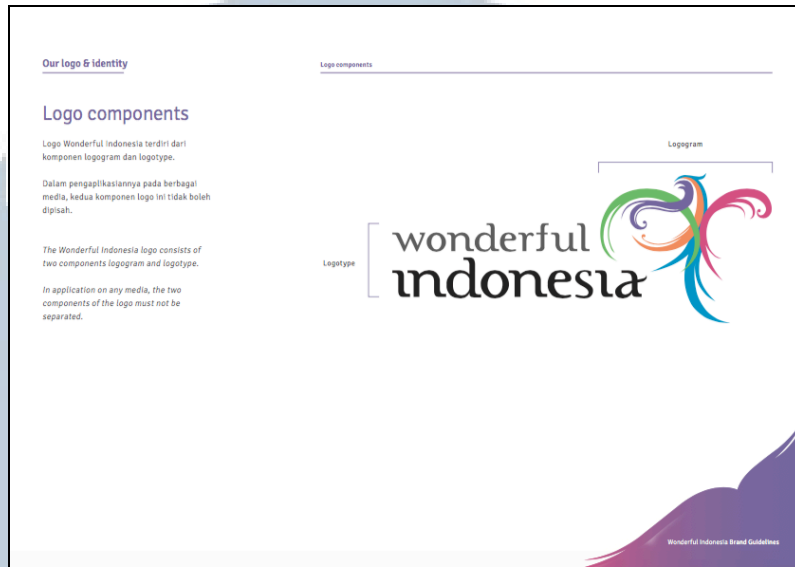 Our logo & identity
Logo components
Logo components
Logo Wonderful Indonesia terdiri dari
komponen logogram dan logotype.
Dalam pengaplikasiannya pada berbagai
media, kedua komponen logo ini tidak boleh
dipisah.
The Wonderful Indonesia logo consists of
two components logogram and logotype.
In application on any media, the two
components of the logo must not be
separated.
Logogram
Logotype
wonderful
indonesia
Wonderful Indonesia Brand Guidelines